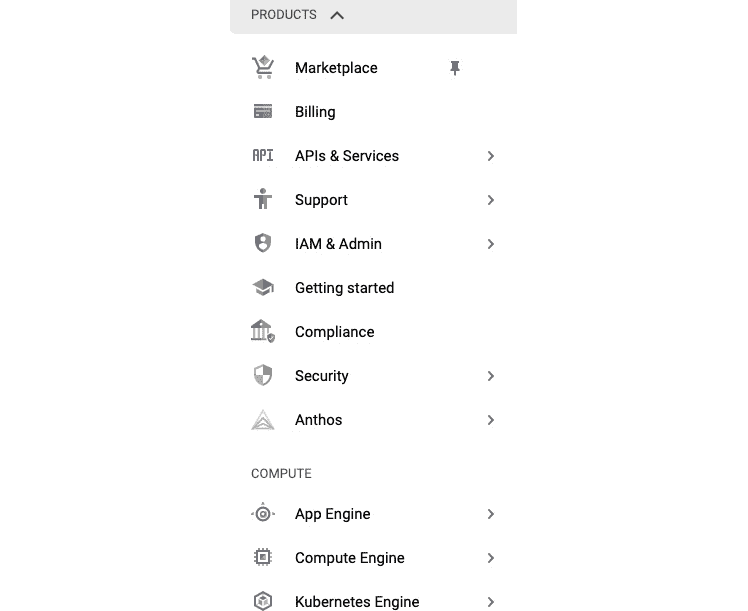 PRODUCTS
Marketplace
Billing
API APIs & Services
Support
IAM & Admin
Getting started
Compliance
Security
Anthos
COMPUTE
App Engine
Compute Engine
Kubernetes Engine